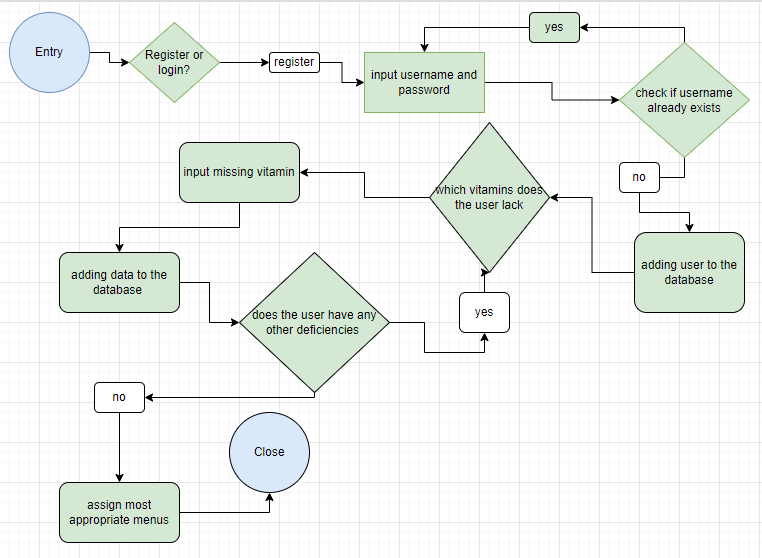 Entry
Register or
login?
register
input username and
password
yes
check if username
already exists
no
adding user to the
database
which vitamins does
the user lack
input missing vitamin
adding data to the
database
does the user have any
other deficiencies
yes
no
assign most
appropriate menus
Close